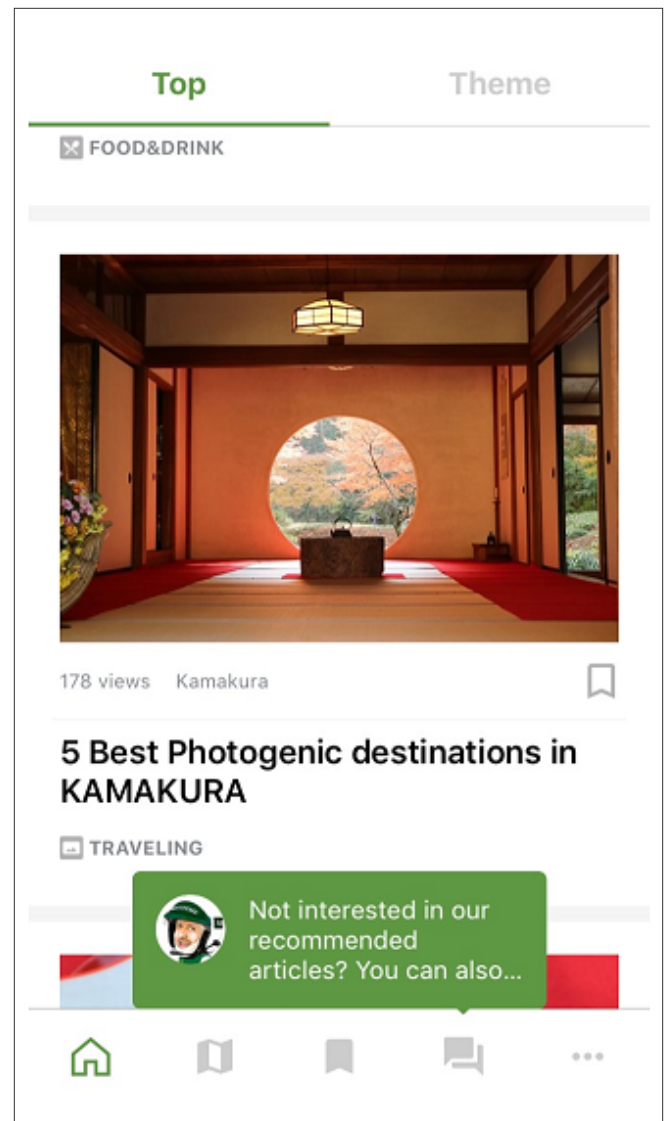 Top
Theme
FOOD&DRINK
178 views
Kamakura
5 Best Photogenic destinations in
KAMAKURA
TRAVELING
Not interested in our
recommended
articles? You can also...